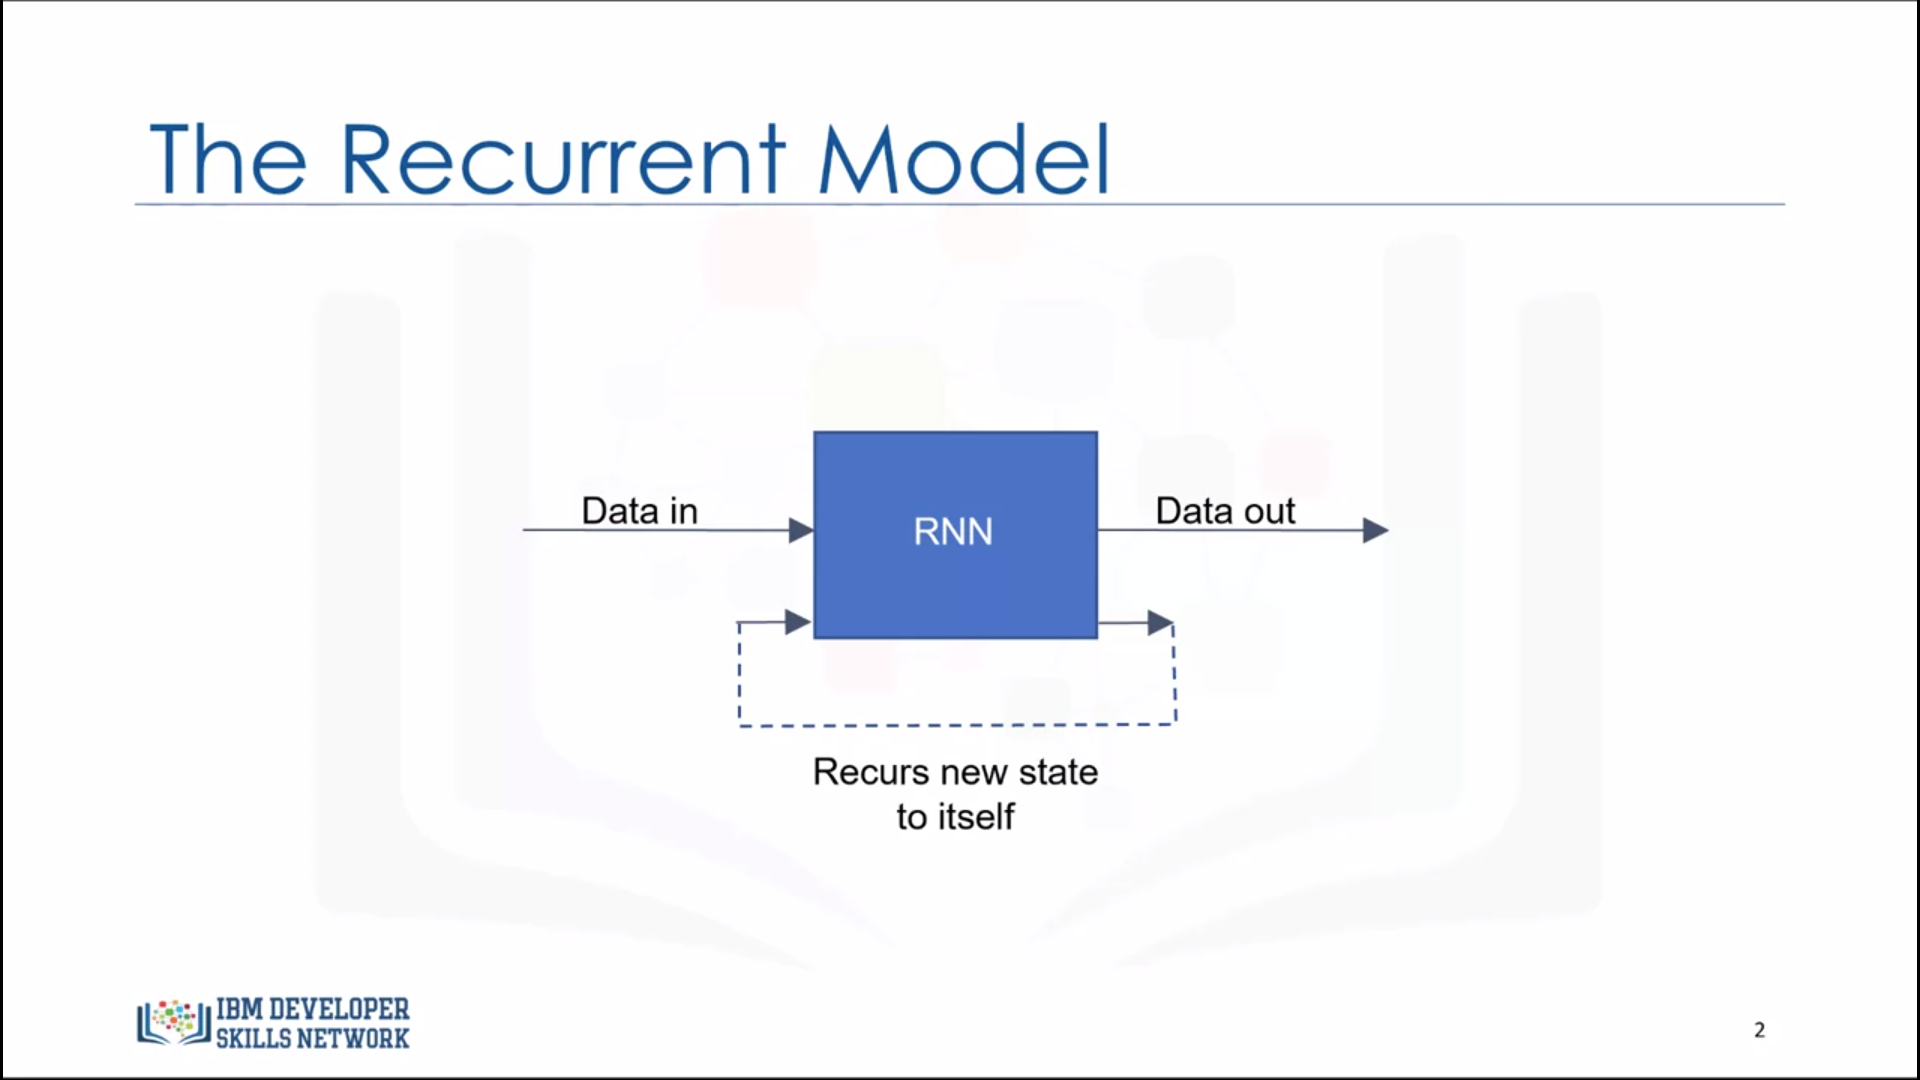 The Recurrent Model
Data in
RNN
Data out
Recurs new state
to itself
IBM DEVELOPER
SKILLS NETWORK
2